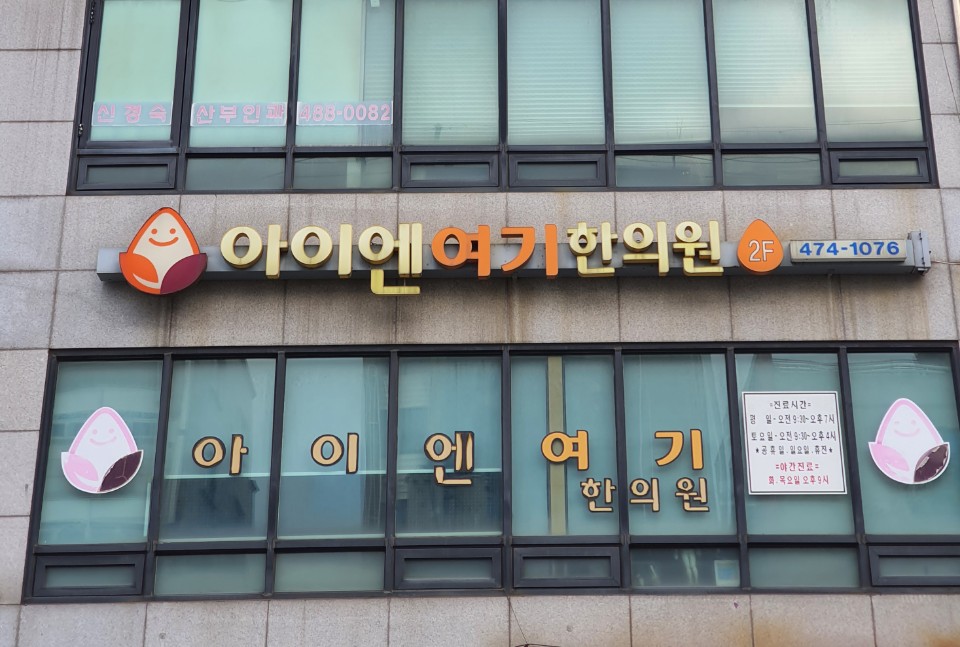 신경숙 산부인과 488-0082
아이엔여기한의원 2F 474-1076
아이엔여기
한의원
=진료시간=
평 일 - 오전 9:30~오후 7시
토요일 - 오전 9:30~오후 4시
★공휴일.일요일.휴진★
=야간진료=
화.목요일 오후 9시